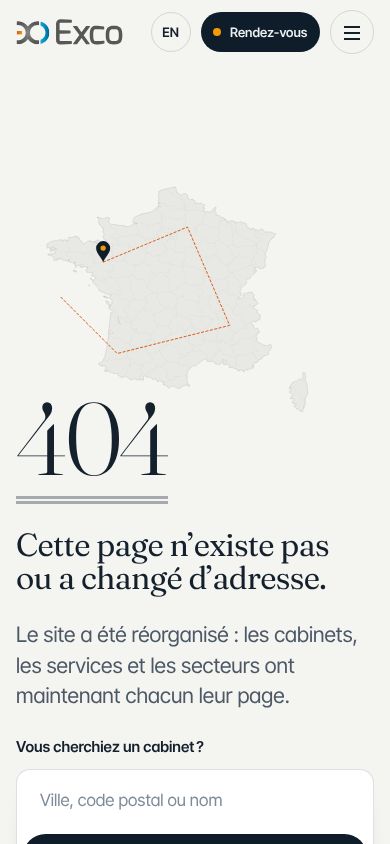 Exco
EN
Rendez-vous
404
Cette page n’existe pas
ou a changé d’adresse.
Le site a été réorganisé : les cabinets,
les services et les secteurs ont
maintenant chacun leur page.
Vous cherchiez un cabinet ?
Ville, code postal ou nom